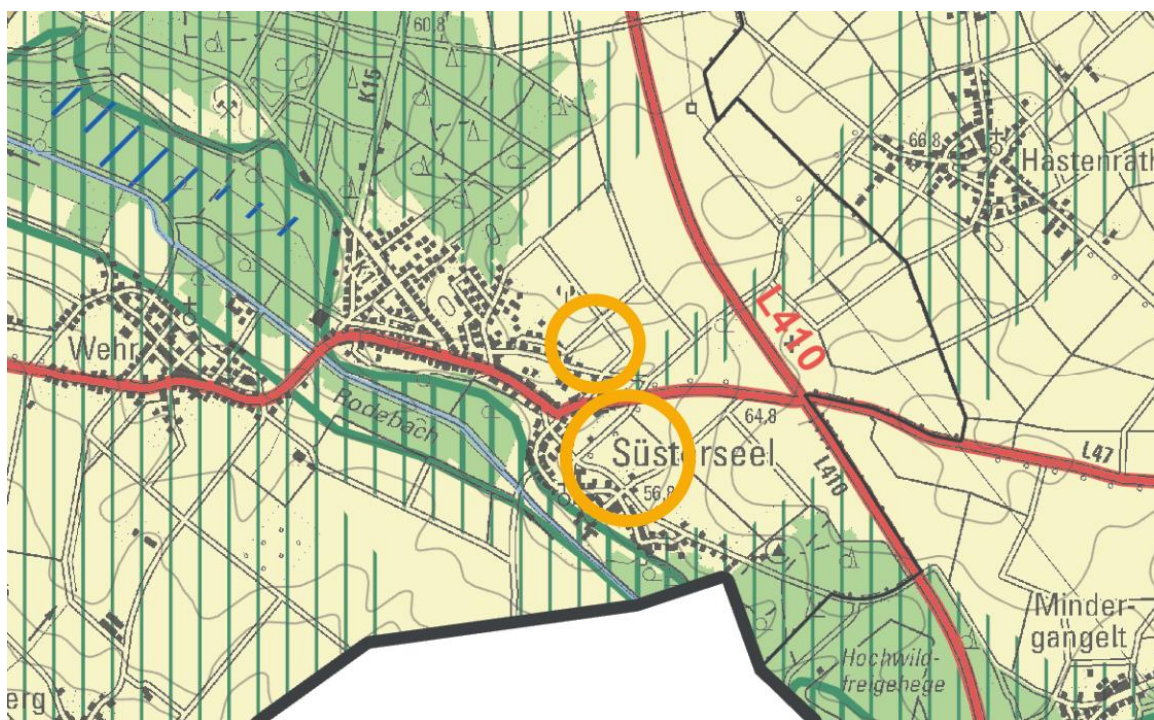 60,8
K15
66,8
Hastenrath
Wehr
L410
Rodebach
64,8
Süsterseel
L47
56,8
L410
Minder-
gangelt
Hochwild-
freigehege
erg